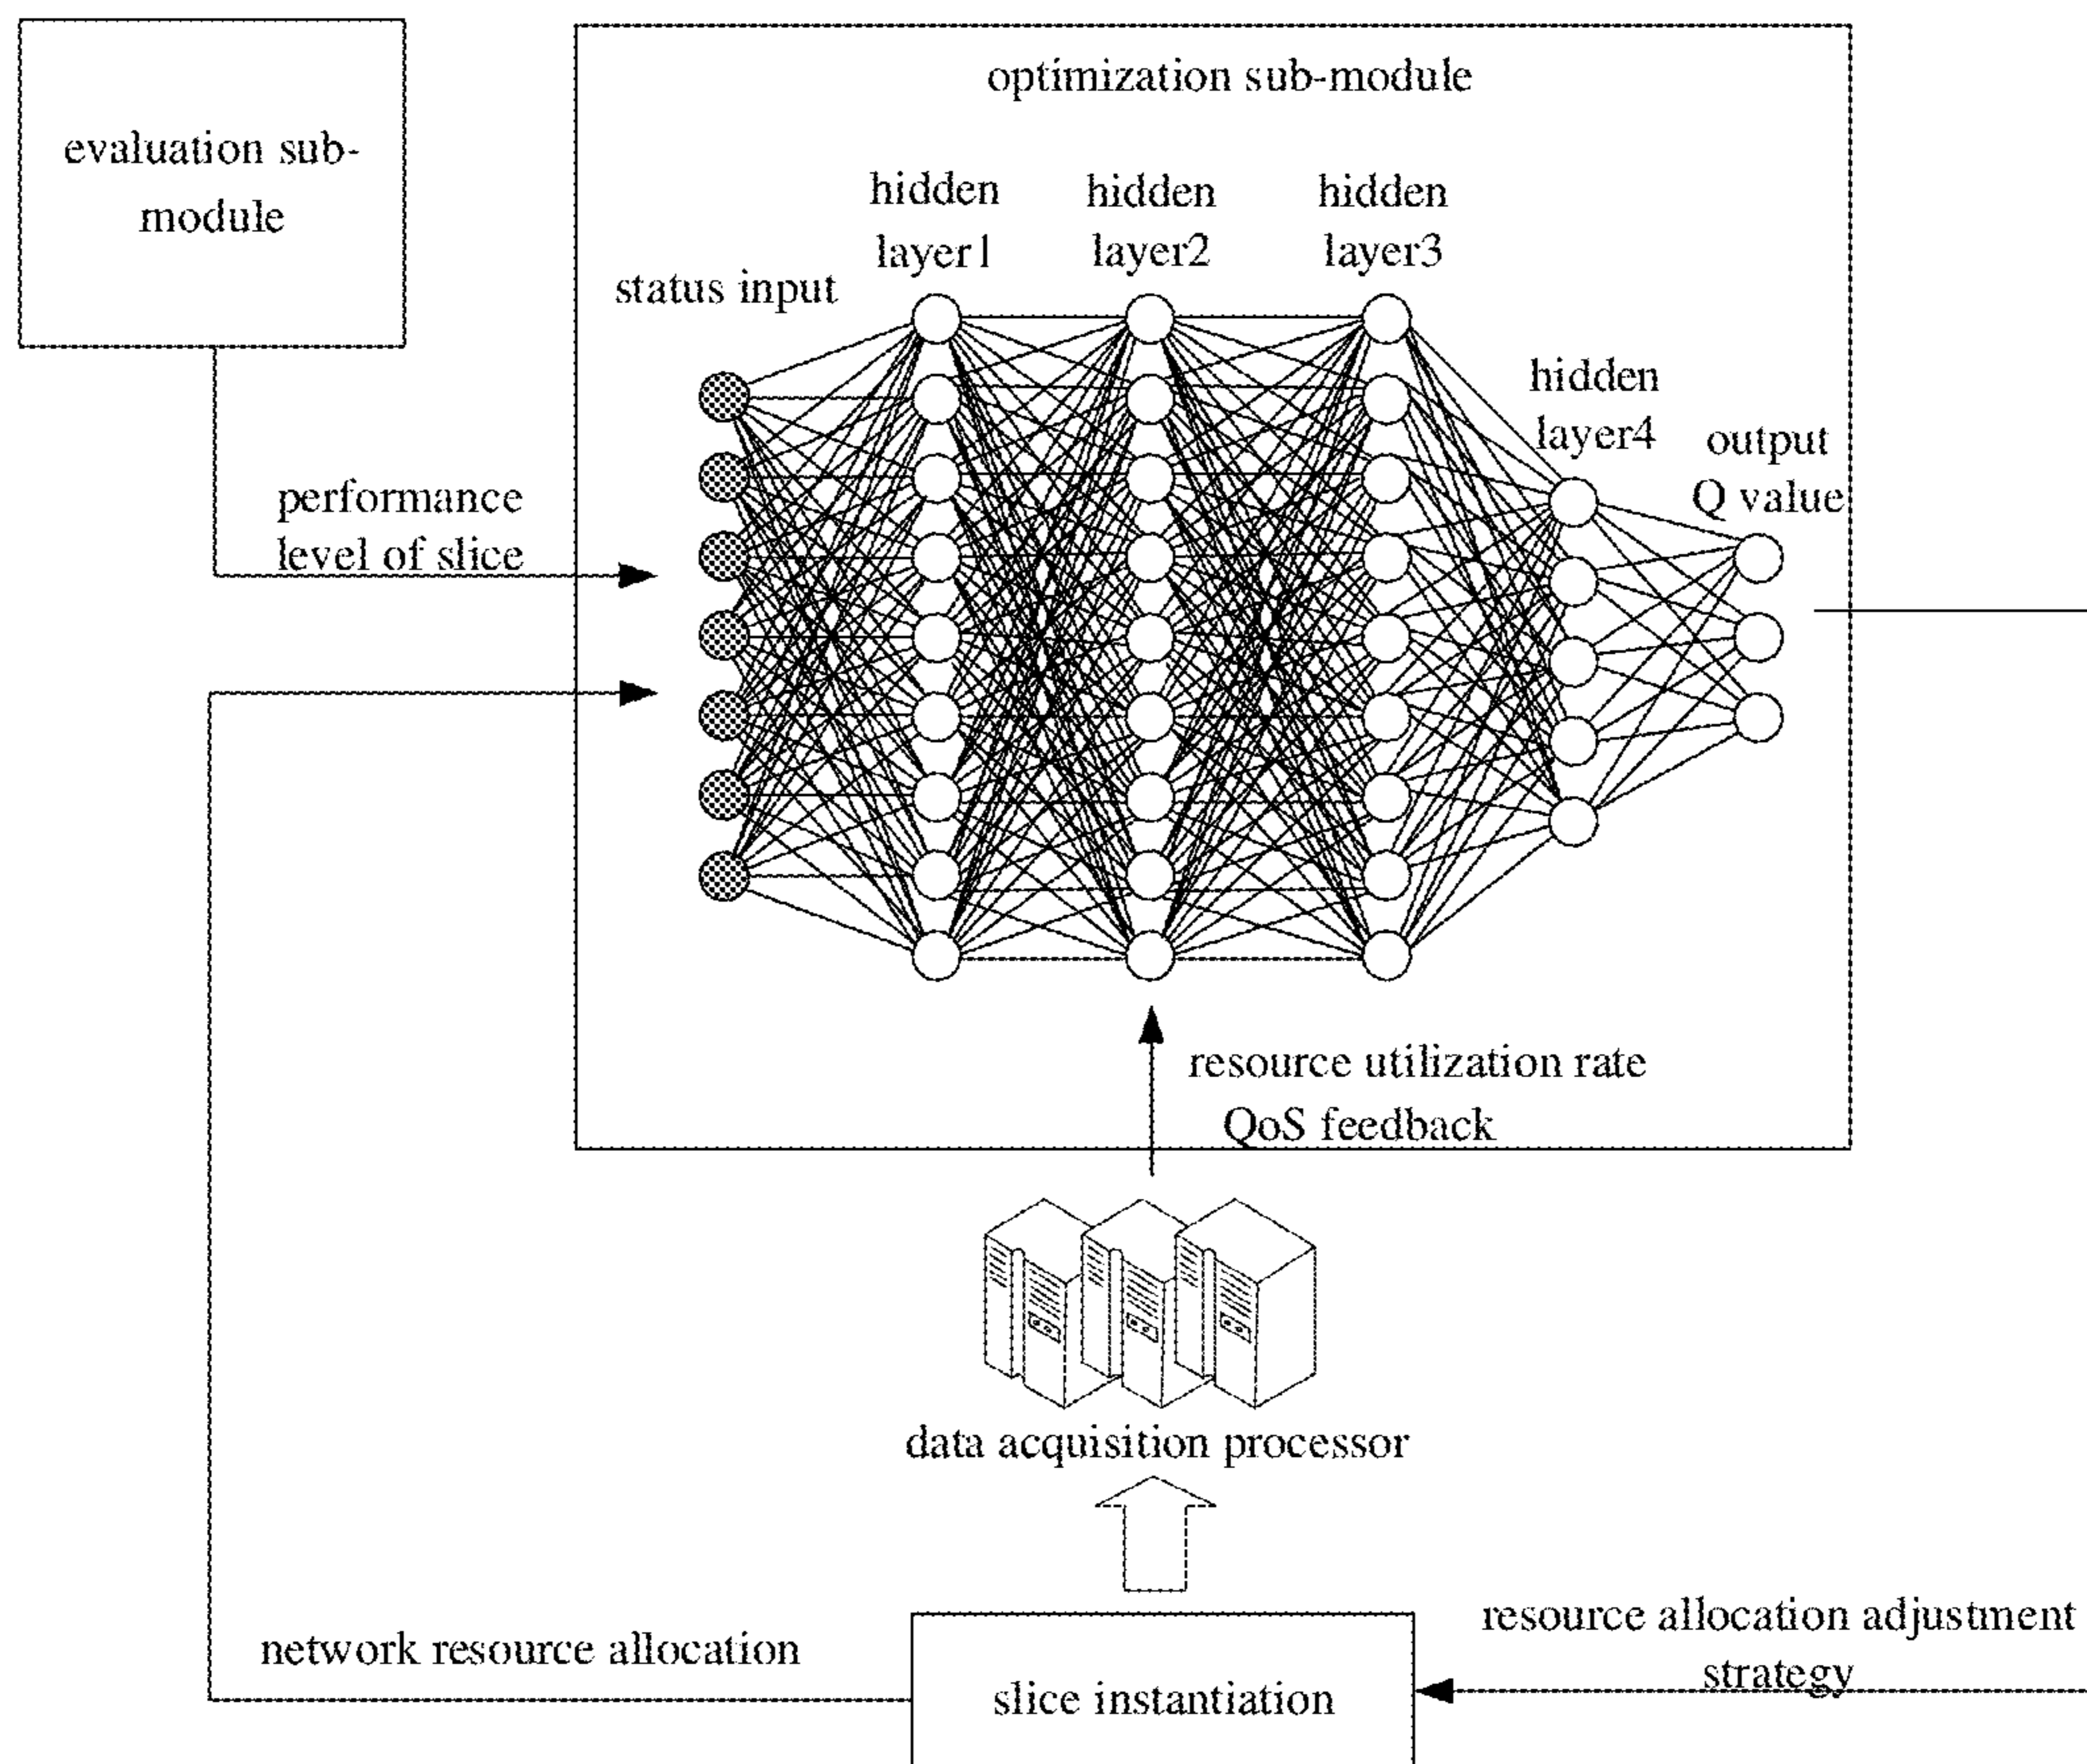 optimization sub-module
evaluation sub-
module
hidden
layer1
hidden
layer2
hidden
layer3
status input
hidden
layer4
output
Q value
performance
level of slice
resource utilization rate
QoS feedback
data acquisition processor
network resource allocation
slice instantiation
resource allocation adjustment
strategy